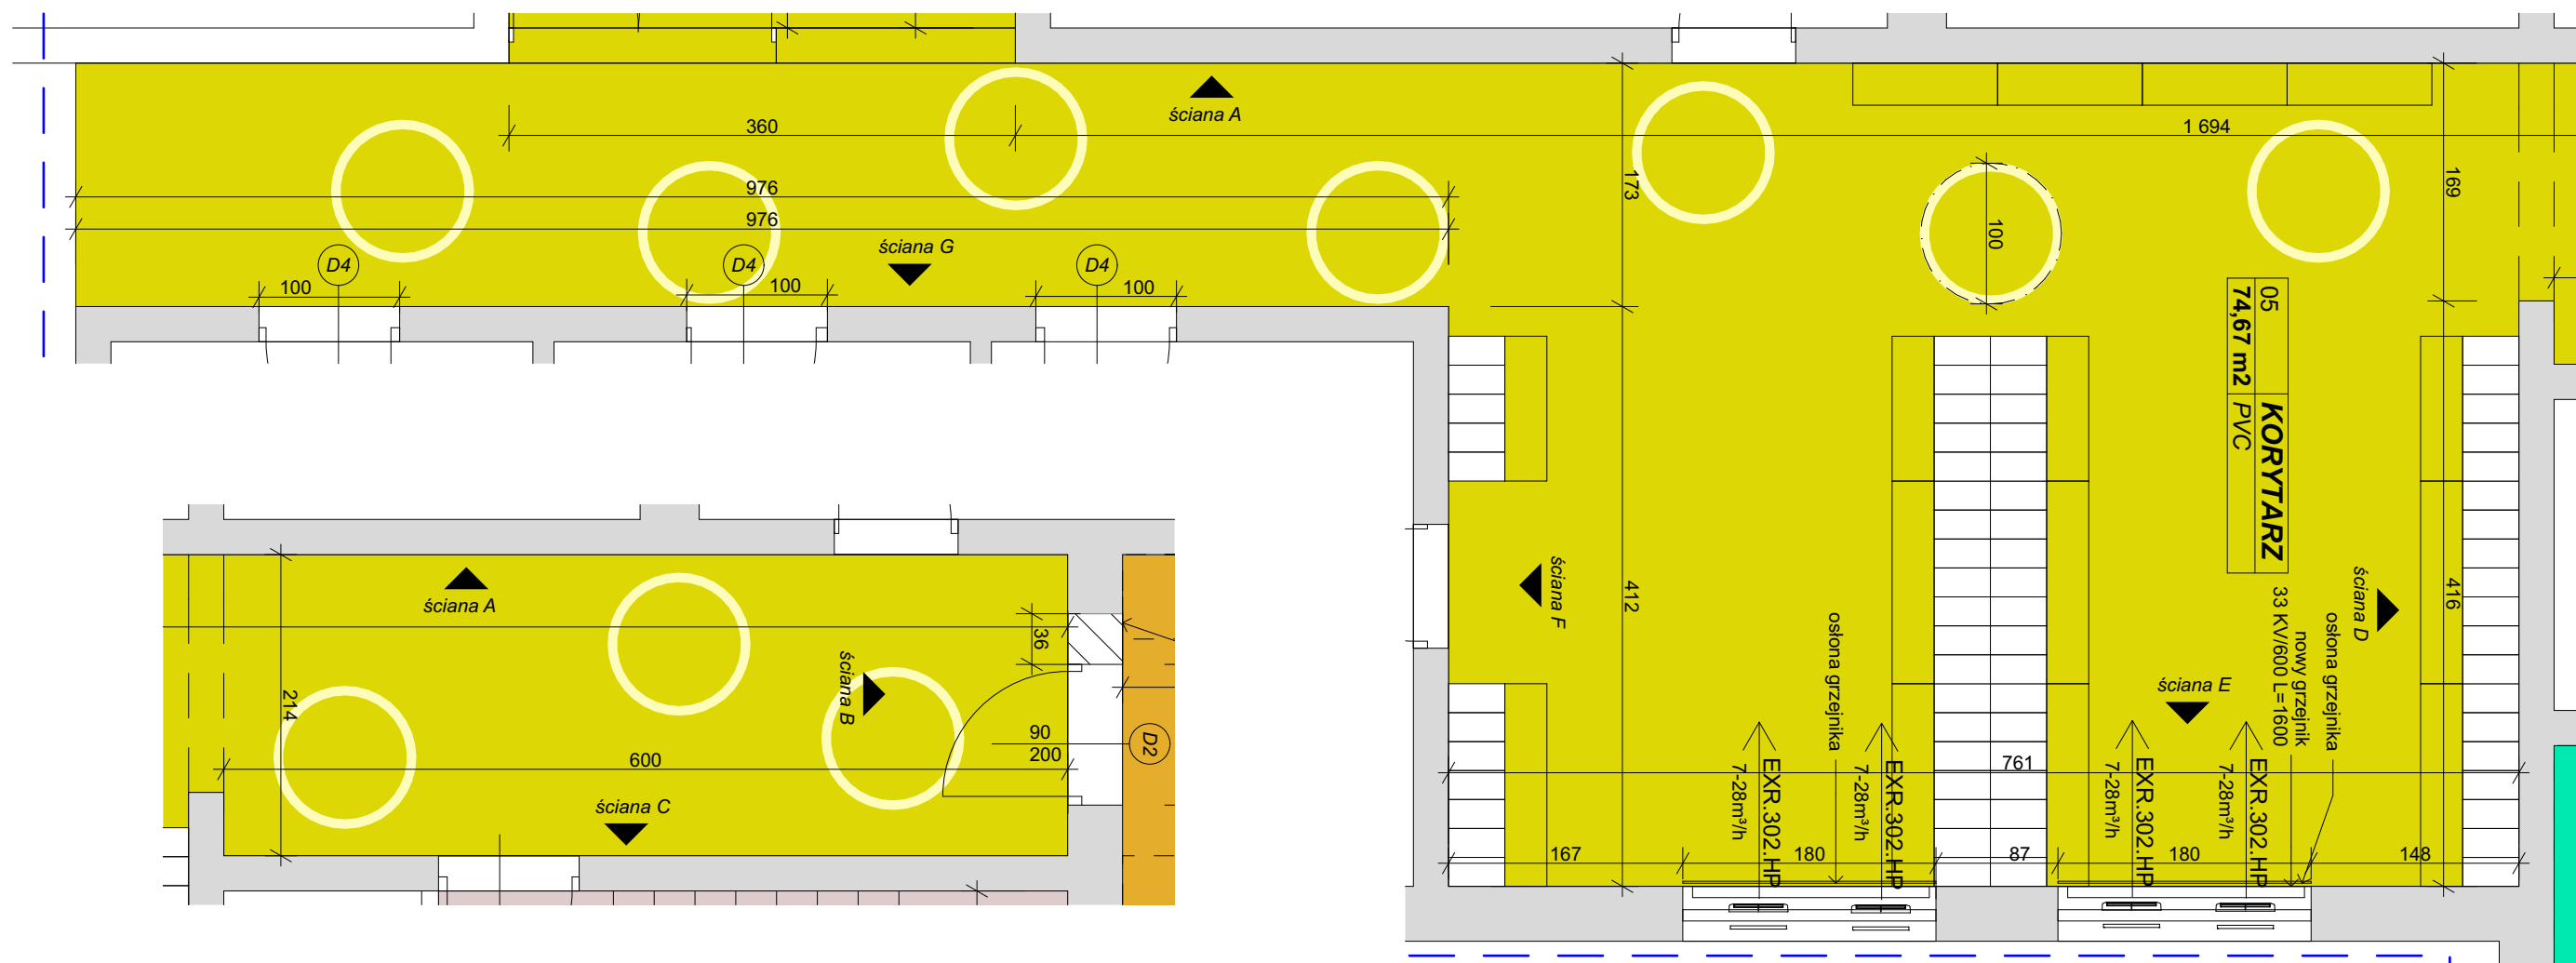 ściana A
360
1 694
976
976
173
169
ściana G
D4
D4
D4
100
100
100
100
05
KORYTARZ
74,67 m2
PVC
412
416
ściana F
ściana D
ściana E
osłona grzejnika
osłona grzejnika
nowy grzejnik
33 KV/600 L=1600
EXR.302.HP
7-28m³/h
EXR.302.HP
7-28m³/h
EXR.302.HP
7-28m³/h
EXR.302.HP
7-28m³/h
761
167
180
87
180
148
ściana A
36
ściana B
214
90
200
D2
600
ściana C